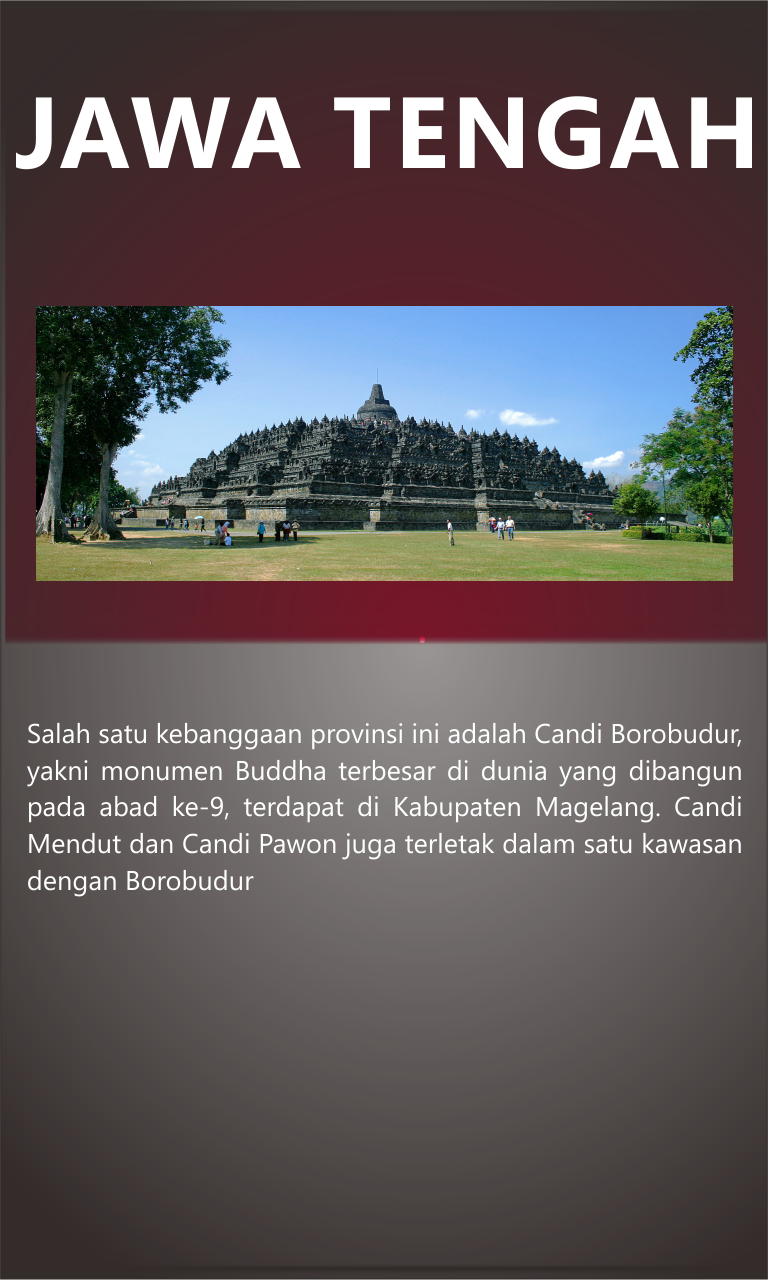 JAWA TENGAH
Salah satu kebanggaan provinsi ini adalah Candi Borobudur,
yakni monumen Buddha terbesar di dunia yang dibangun
pada abad ke-9, terdapat di Kabupaten Magelang. Candi
Mendut dan Candi Pawon juga terletak dalam satu kawasan
dengan Borobudur